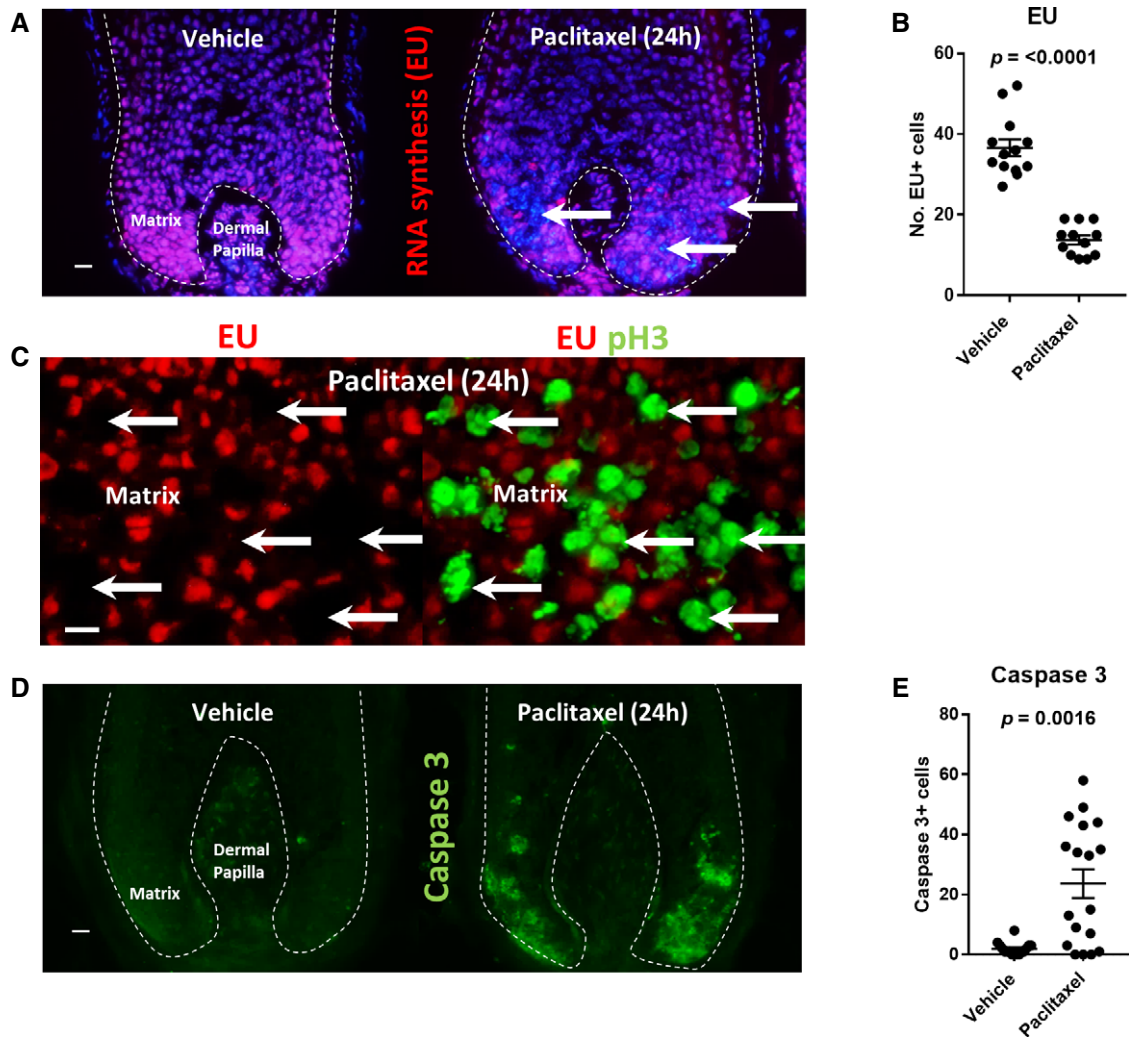 A
Vehicle
Matrix
Dermal
Papilla
RNA synthesis (EU)
Paclitaxel (24h)
B
EU
p = <0.0001
No. EU+ cells
60
40
20
0
Vehicle
Paclitaxel
C
EU
EU pH3
Paclitaxel (24h)
Matrix
Matrix
D
Vehicle
Dermal
Papilla
Matrix
Caspase 3
Paclitaxel (24h)
E
Caspase 3
p = 0.0016
Caspase 3+ cells
80
60
40
20
0
Vehicle
Paclitaxel